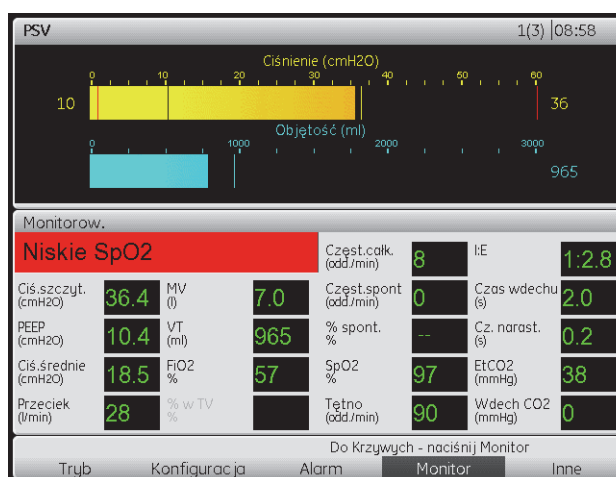 PSV 1(3) |08:58
Ciśnienie (cmH2O)
0 10 20 30 40 50 60
10 36
Objętość (ml)
0 1000 2000 3000
965
Monitorow.
Niskie SpO2
Częst.całk. (odd./min) 8 I:E 1:2.8
Ciś.szczyt. (cmH2O) 36.4 MV (l) 7.0 Częst.spont (odd./min) 0 Czas wdechu (s) 2.0
PEEP (cmH2O) 10.4 VT (ml) 965 % spont. % -- Cz. narast. (s) 0.2
Ciś.średnie (cmH2O) 18.5 FiO2 % 57 SpO2 % 97 EtCO2 (mmHg) 38
Przeciek (l/min) 28 % w TV % Tętno (odd./min) 90 Wdech CO2 (mmHg) 0
Do Krzywych - naciśnij Monitor
Tryb Konfiguracja Alarm Monitor Inne